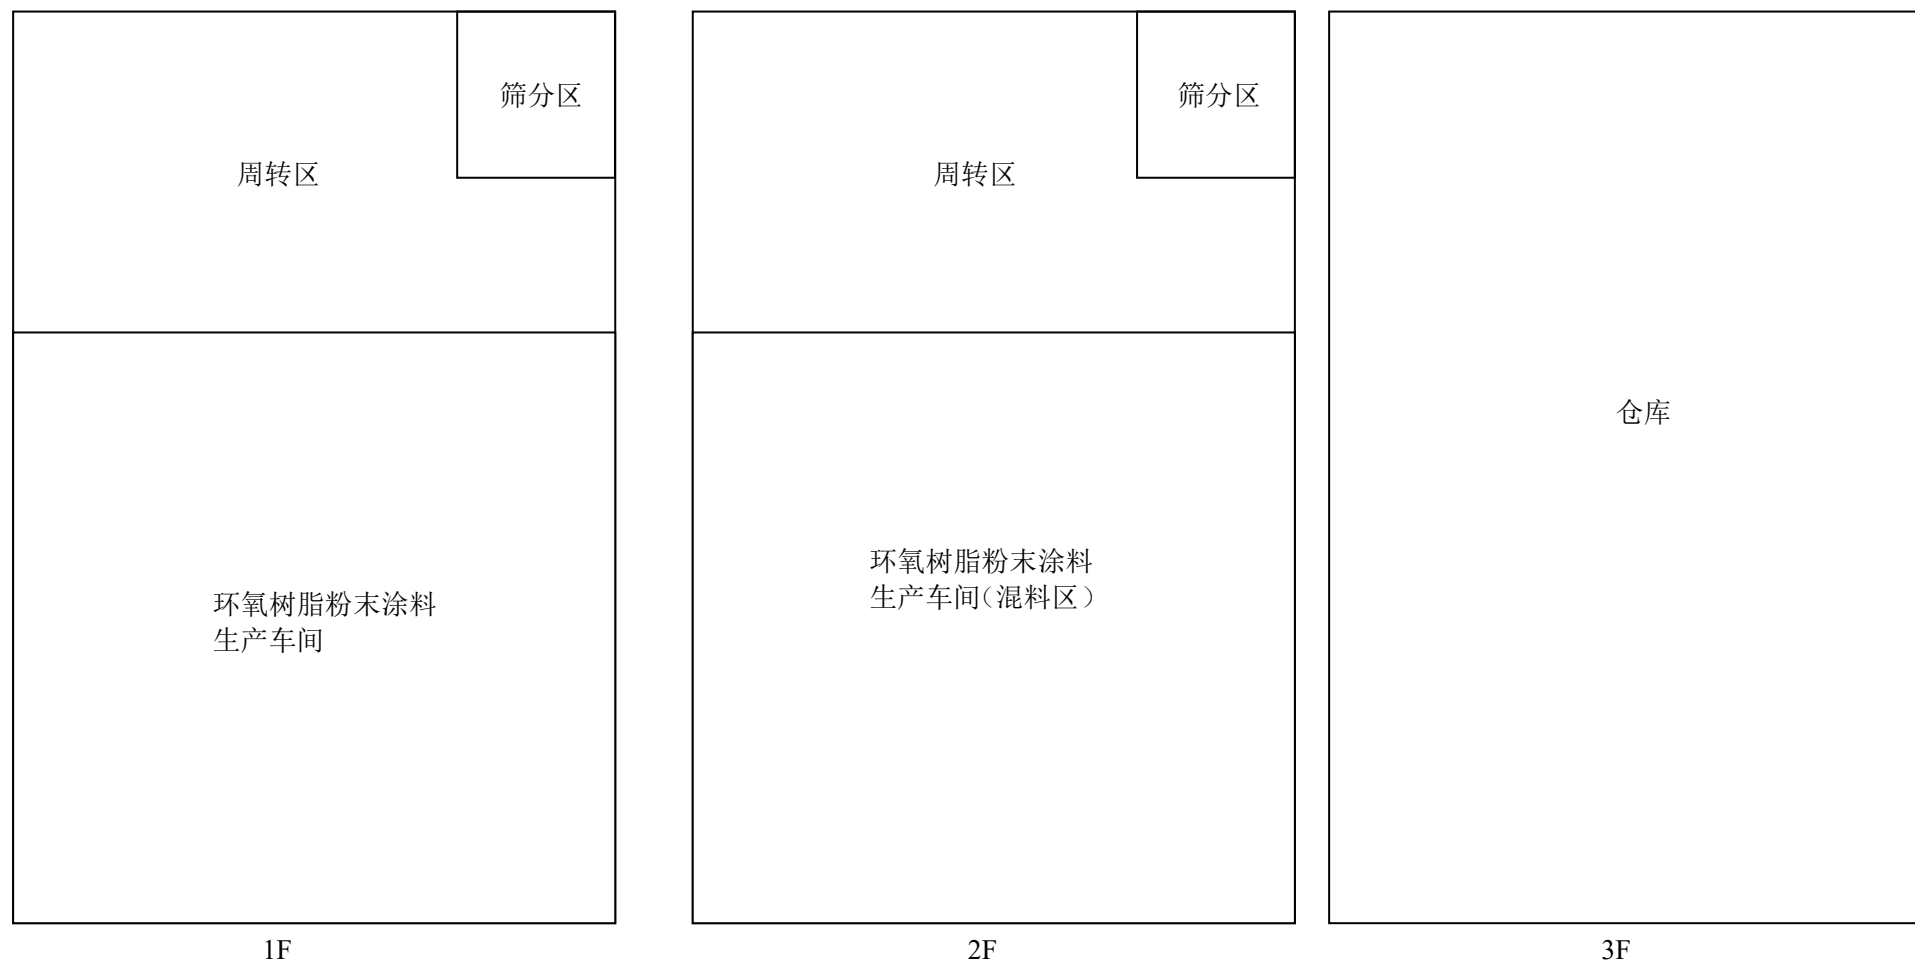 筛分区
周转区
环氧树脂粉末涂料
生产车间
1F
筛分区
周转区
环氧树脂粉末涂料
生产车间（混料区）
2F
仓库
3F